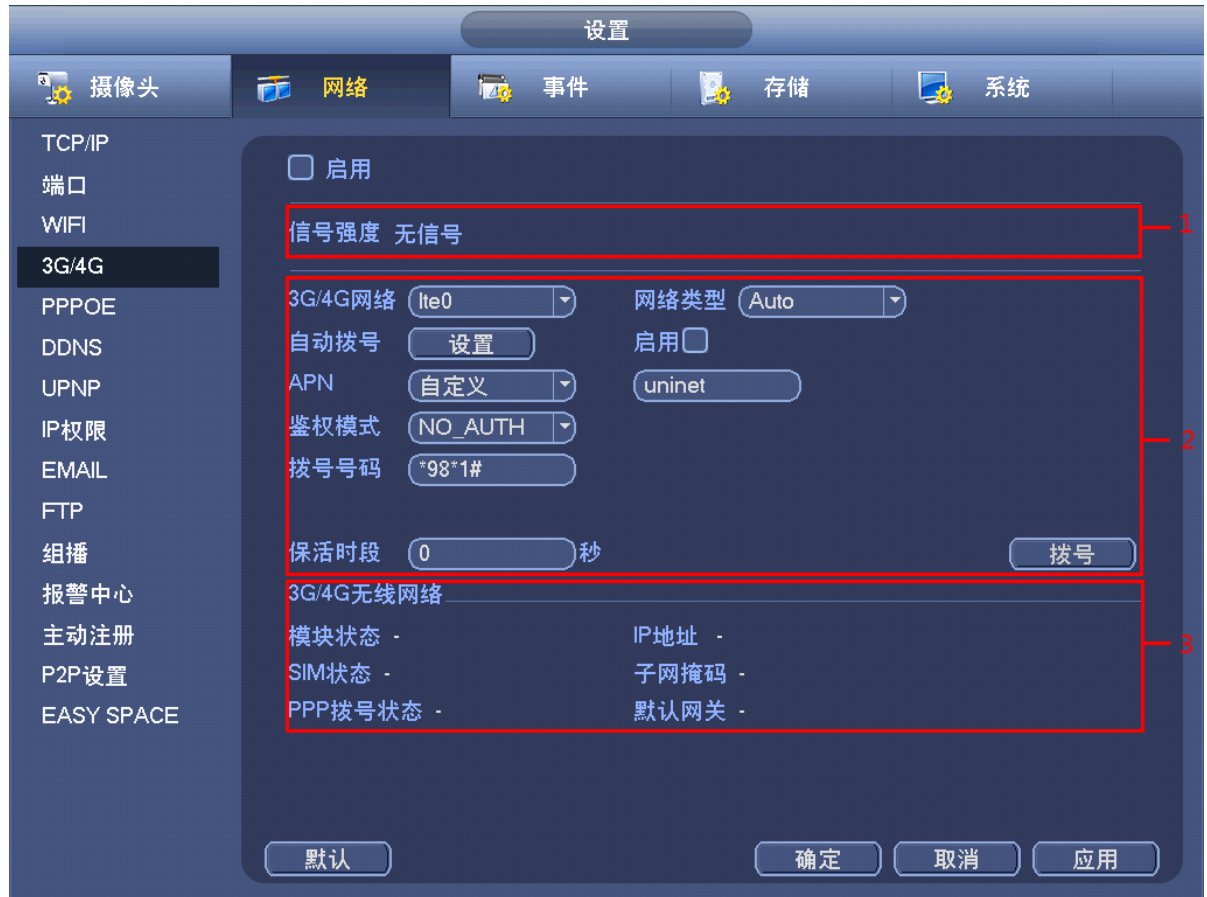 设置
摄像头 网络 事件 存储 系统
TCP/IP
端口
WIFI
3G/4G
PPPOE
DDNS
UPNP
IP权限
EMAIL
FTP
组播
报警中心
主动注册
P2P设置
EASY SPACE
启用
信号强度 无信号
1
3G/4G网络 lte0 网络类型 Auto
自动拨号 设置 启用
APN 自定义 uninet
鉴权模式 NO_AUTH
2
拨号号码 *98*1#
保活时段 0 秒 拨号
3G/4G无线网络
模块状态 - IP地址 -
3
SIM状态 - 子网掩码 -
PPP拨号状态 - 默认网关 -
默认 确定 取消 应用